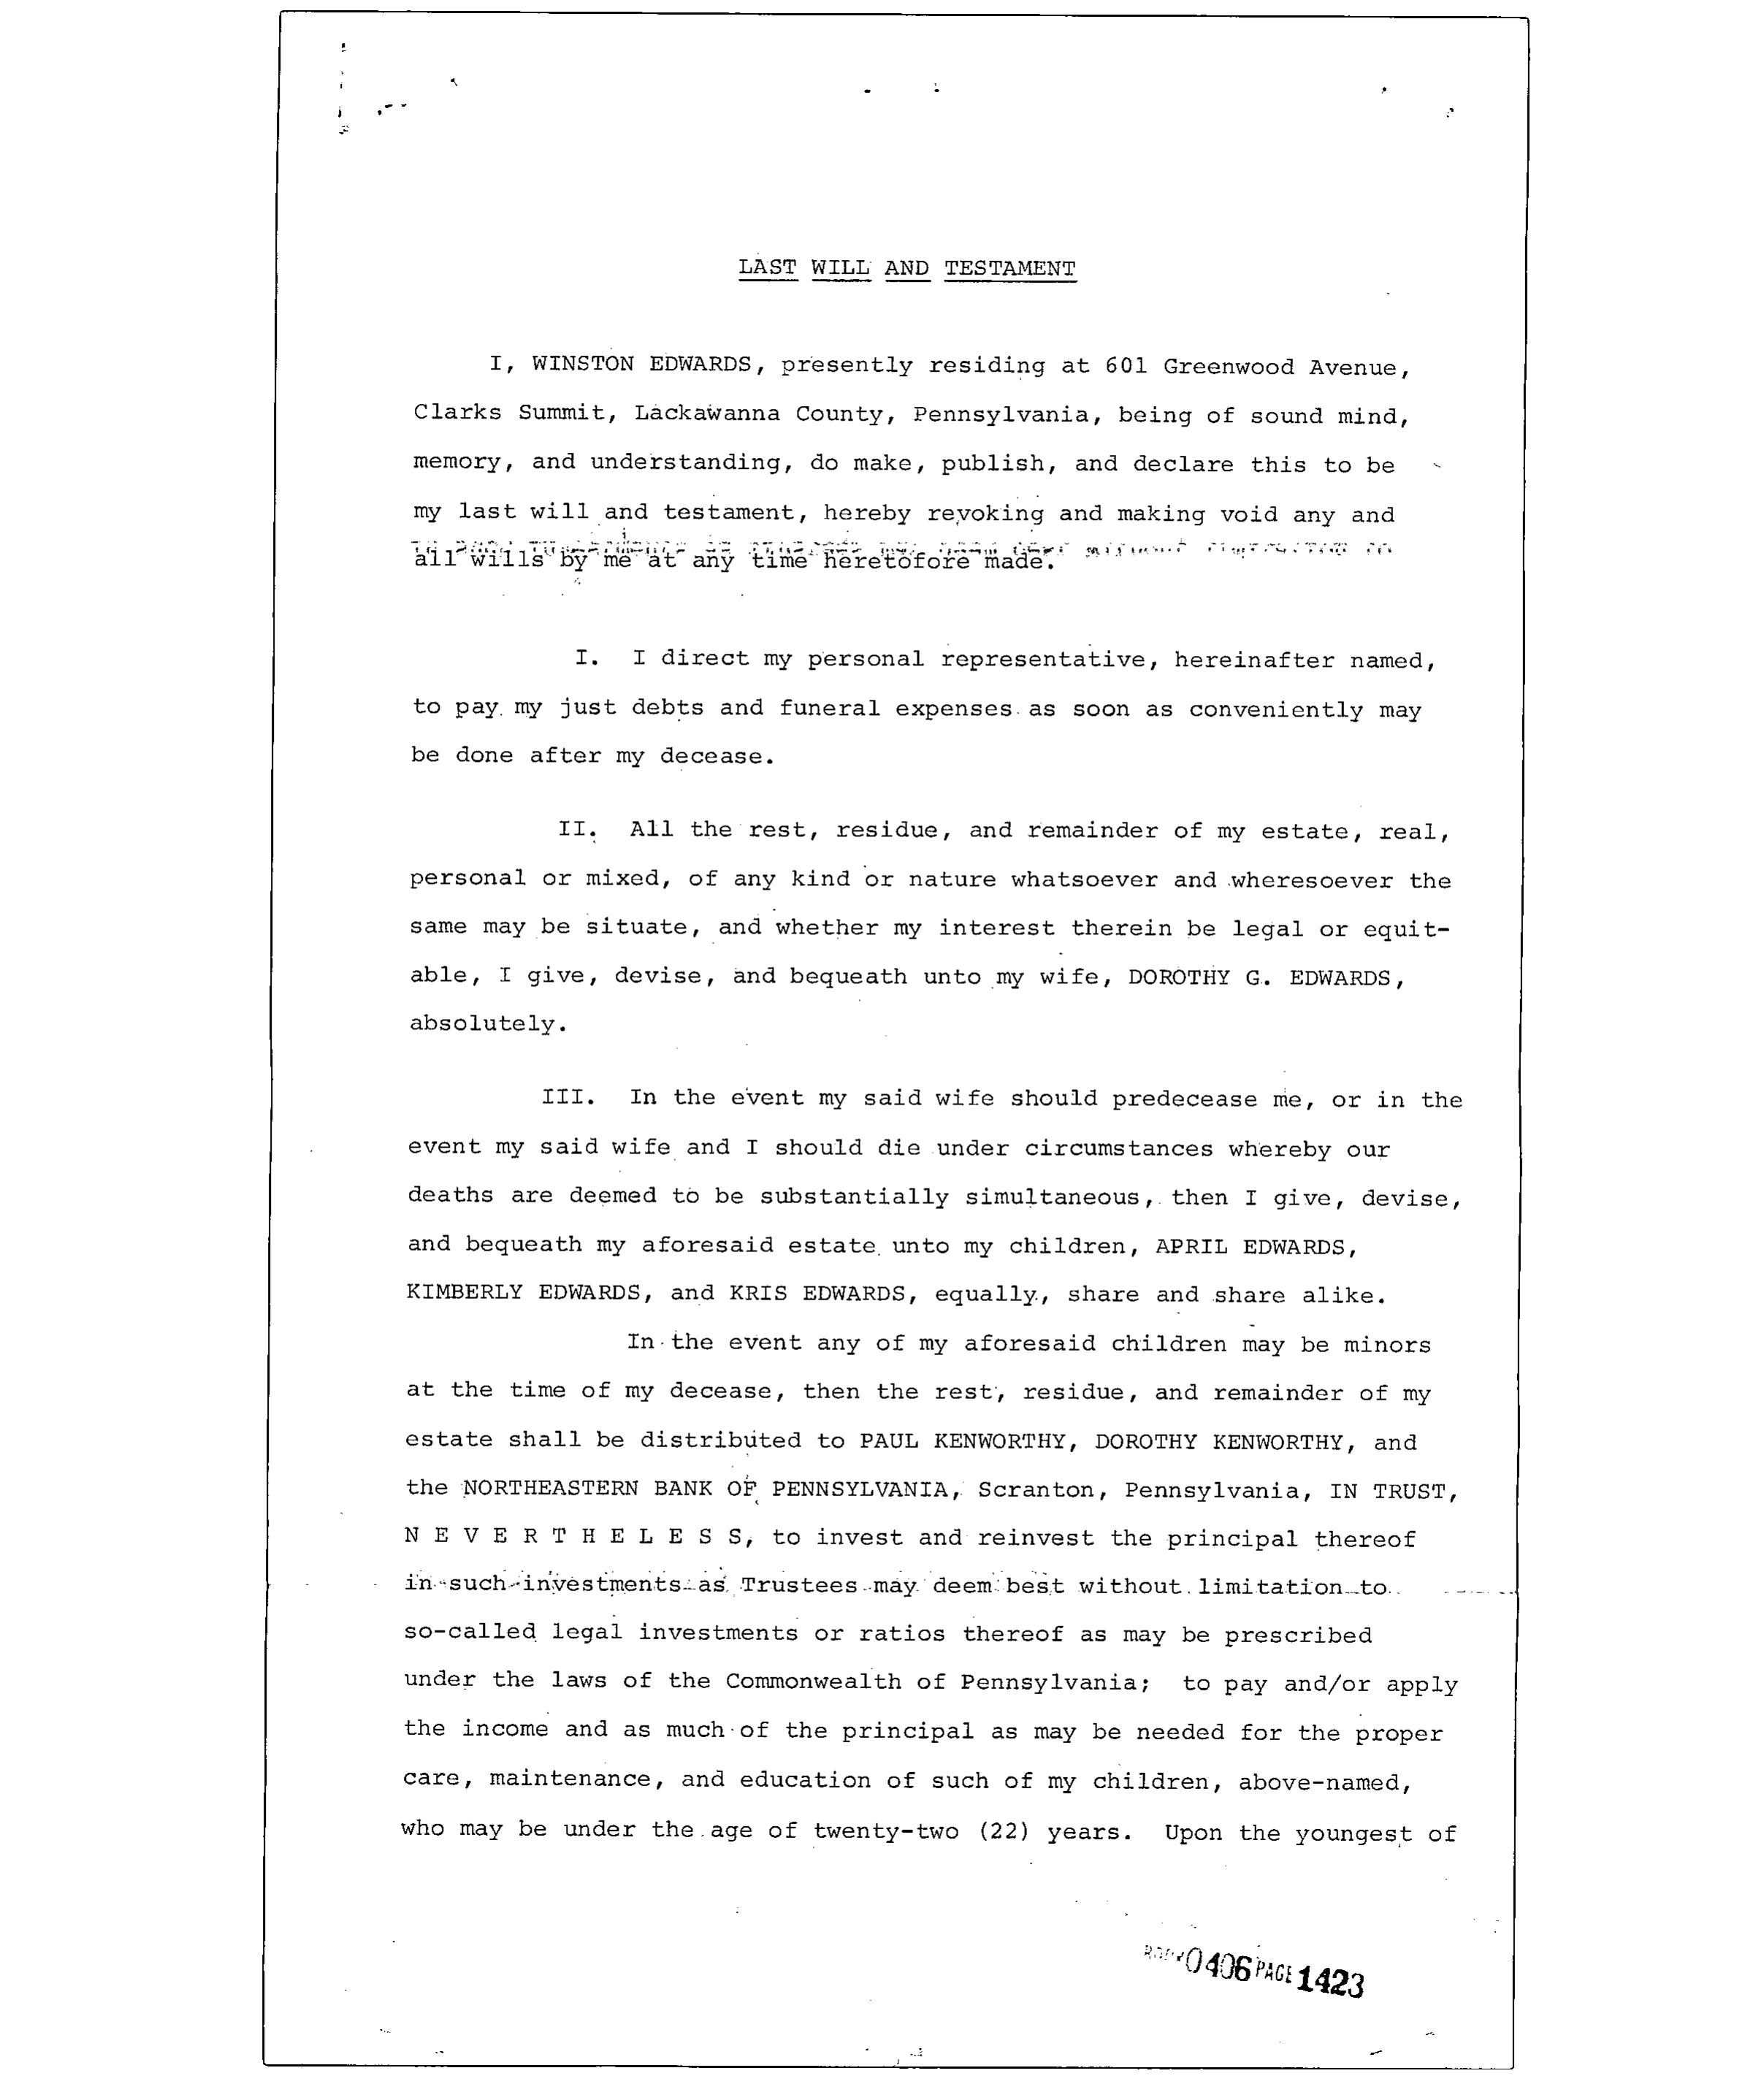 LAST WILL AND TESTAMENT
I, WINSTON EDWARDS, presently residing at 601 Greenwood Avenue,
Clarks Summit, Lackawanna County, Pennsylvania, being of sound mind,
memory, and understanding, do make, publish, and declare this to be
my last will and testament, hereby revoking and making void any and
all wills by me at any time heretofore made.
I. I direct my personal representative, hereinafter named,
to pay my just debts and funeral expenses as soon as conveniently may
be done after my decease.
II. All the rest, residue, and remainder of my estate, real,
personal or mixed, of any kind or nature whatsoever and wheresoever the
same may be situate, and whether my interest therein be legal or equit-
able, I give, devise, and bequeath unto my wife, DOROTHY G. EDWARDS,
absolutely.
III. In the event my said wife should predecease me, or in the
event my said wife and I should die under circumstances whereby our
deaths are deemed to be substantially simultaneous, then I give, devise,
and bequeath my aforesaid estate unto my children, APRIL EDWARDS,
KIMBERLY EDWARDS, and KRIS EDWARDS, equally, share and share alike.
In the event any of my aforesaid children may be minors
at the time of my decease, then the rest, residue, and remainder of my
estate shall be distributed to PAUL KENWORTHY, DOROTHY KENWORTHY, and
the NORTHEASTERN BANK OF PENNSYLVANIA, Scranton, Pennsylvania, IN TRUST,
N E V E R T H E L E S S, to invest and reinvest the principal thereof
in such investments as Trustees may deem best without limitation to
so-called legal investments or ratios thereof as may be prescribed
under the laws of the Commonwealth of Pennsylvania; to pay and/or apply
the income and as much of the principal as may be needed for the proper
care, maintenance, and education of such of my children, above-named,
who may be under the age of twenty-two (22) years. Upon the youngest of
BOOK 0406 PAGE 1423